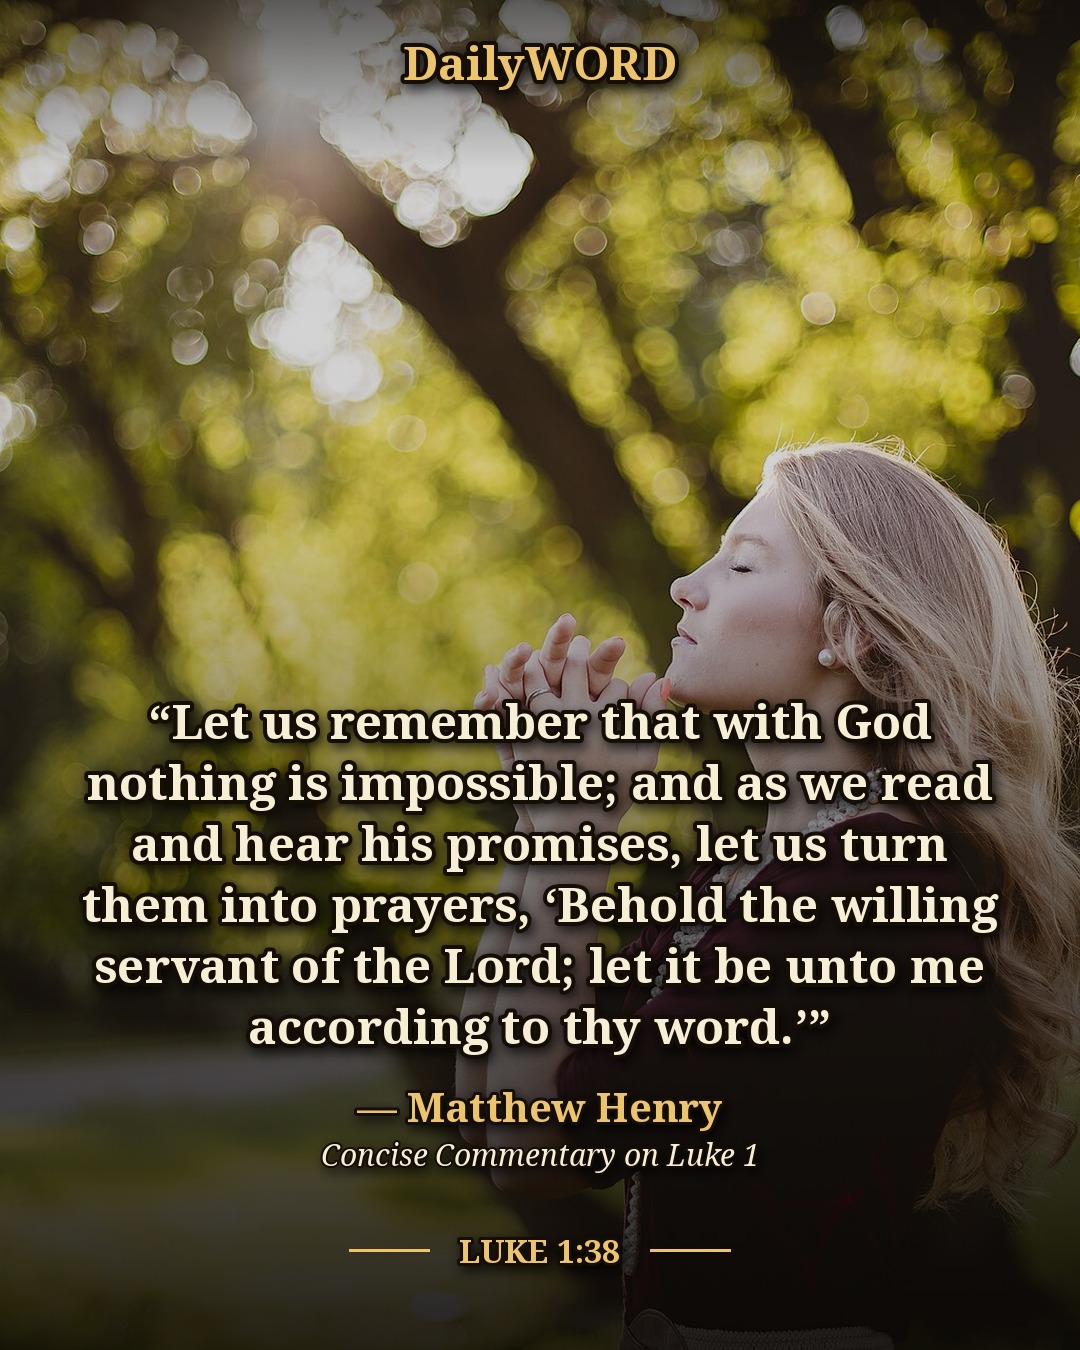 DailyWORD
“Let us remember that with God
nothing is impossible; and as we read
and hear his promises, let us turn
them into prayers, ‘Behold the willing
servant of the Lord; let it be unto me
according to thy word.’”
— Matthew Henry
Concise Commentary on Luke 1
LUKE 1:38